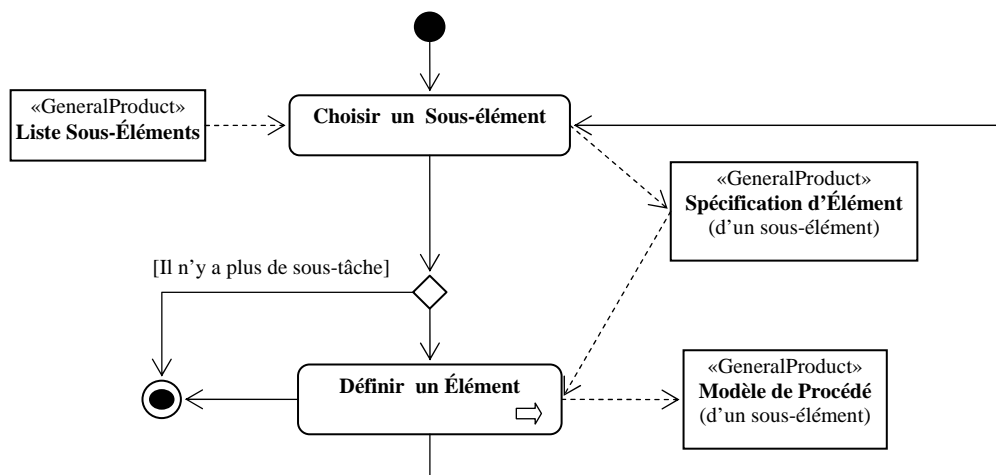 «GeneralProduct»
Liste Sous-Éléments
Choisir un Sous-élément
«GeneralProduct»
Spécification d'Élément
(d'un sous-élément)
[Il n'y a plus de sous-tâche]
Définir un Élément
«GeneralProduct»
Modèle de Procédé
(d'un sous-élément)